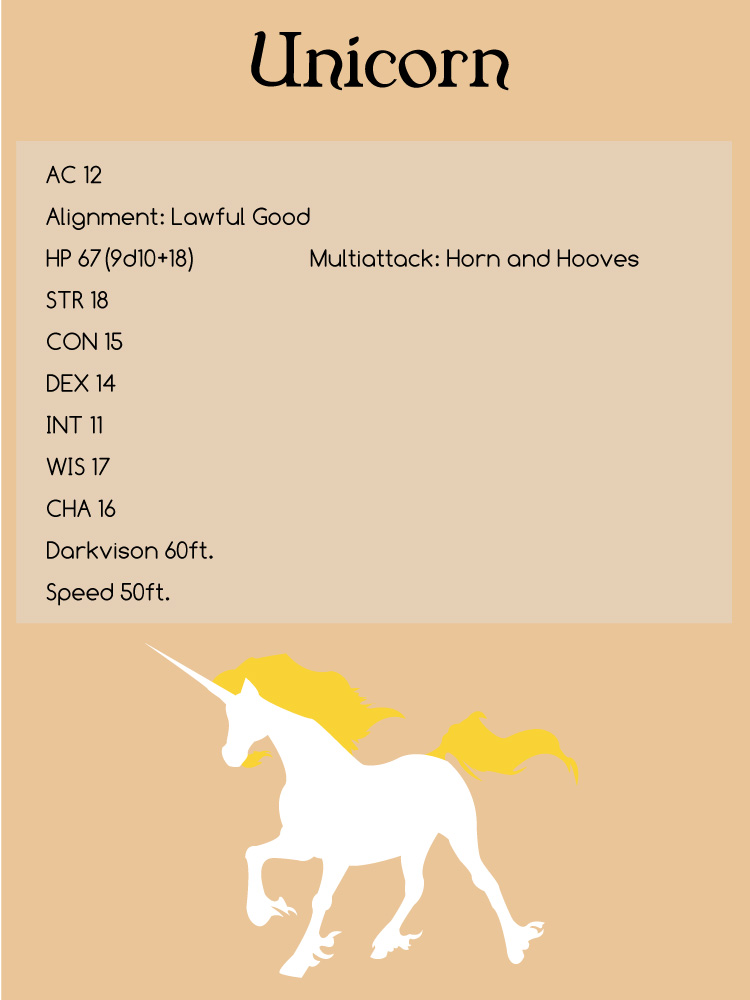 Unicorn
AC 12
Alignment: Lawful Good
HP 67 (9d10+18) Multiattack: Horn and Hooves
STR 18
CON 15
DEX 14
INT 11
WIS 17
CHA 16
Darkvison 60ft.
Speed 50ft.